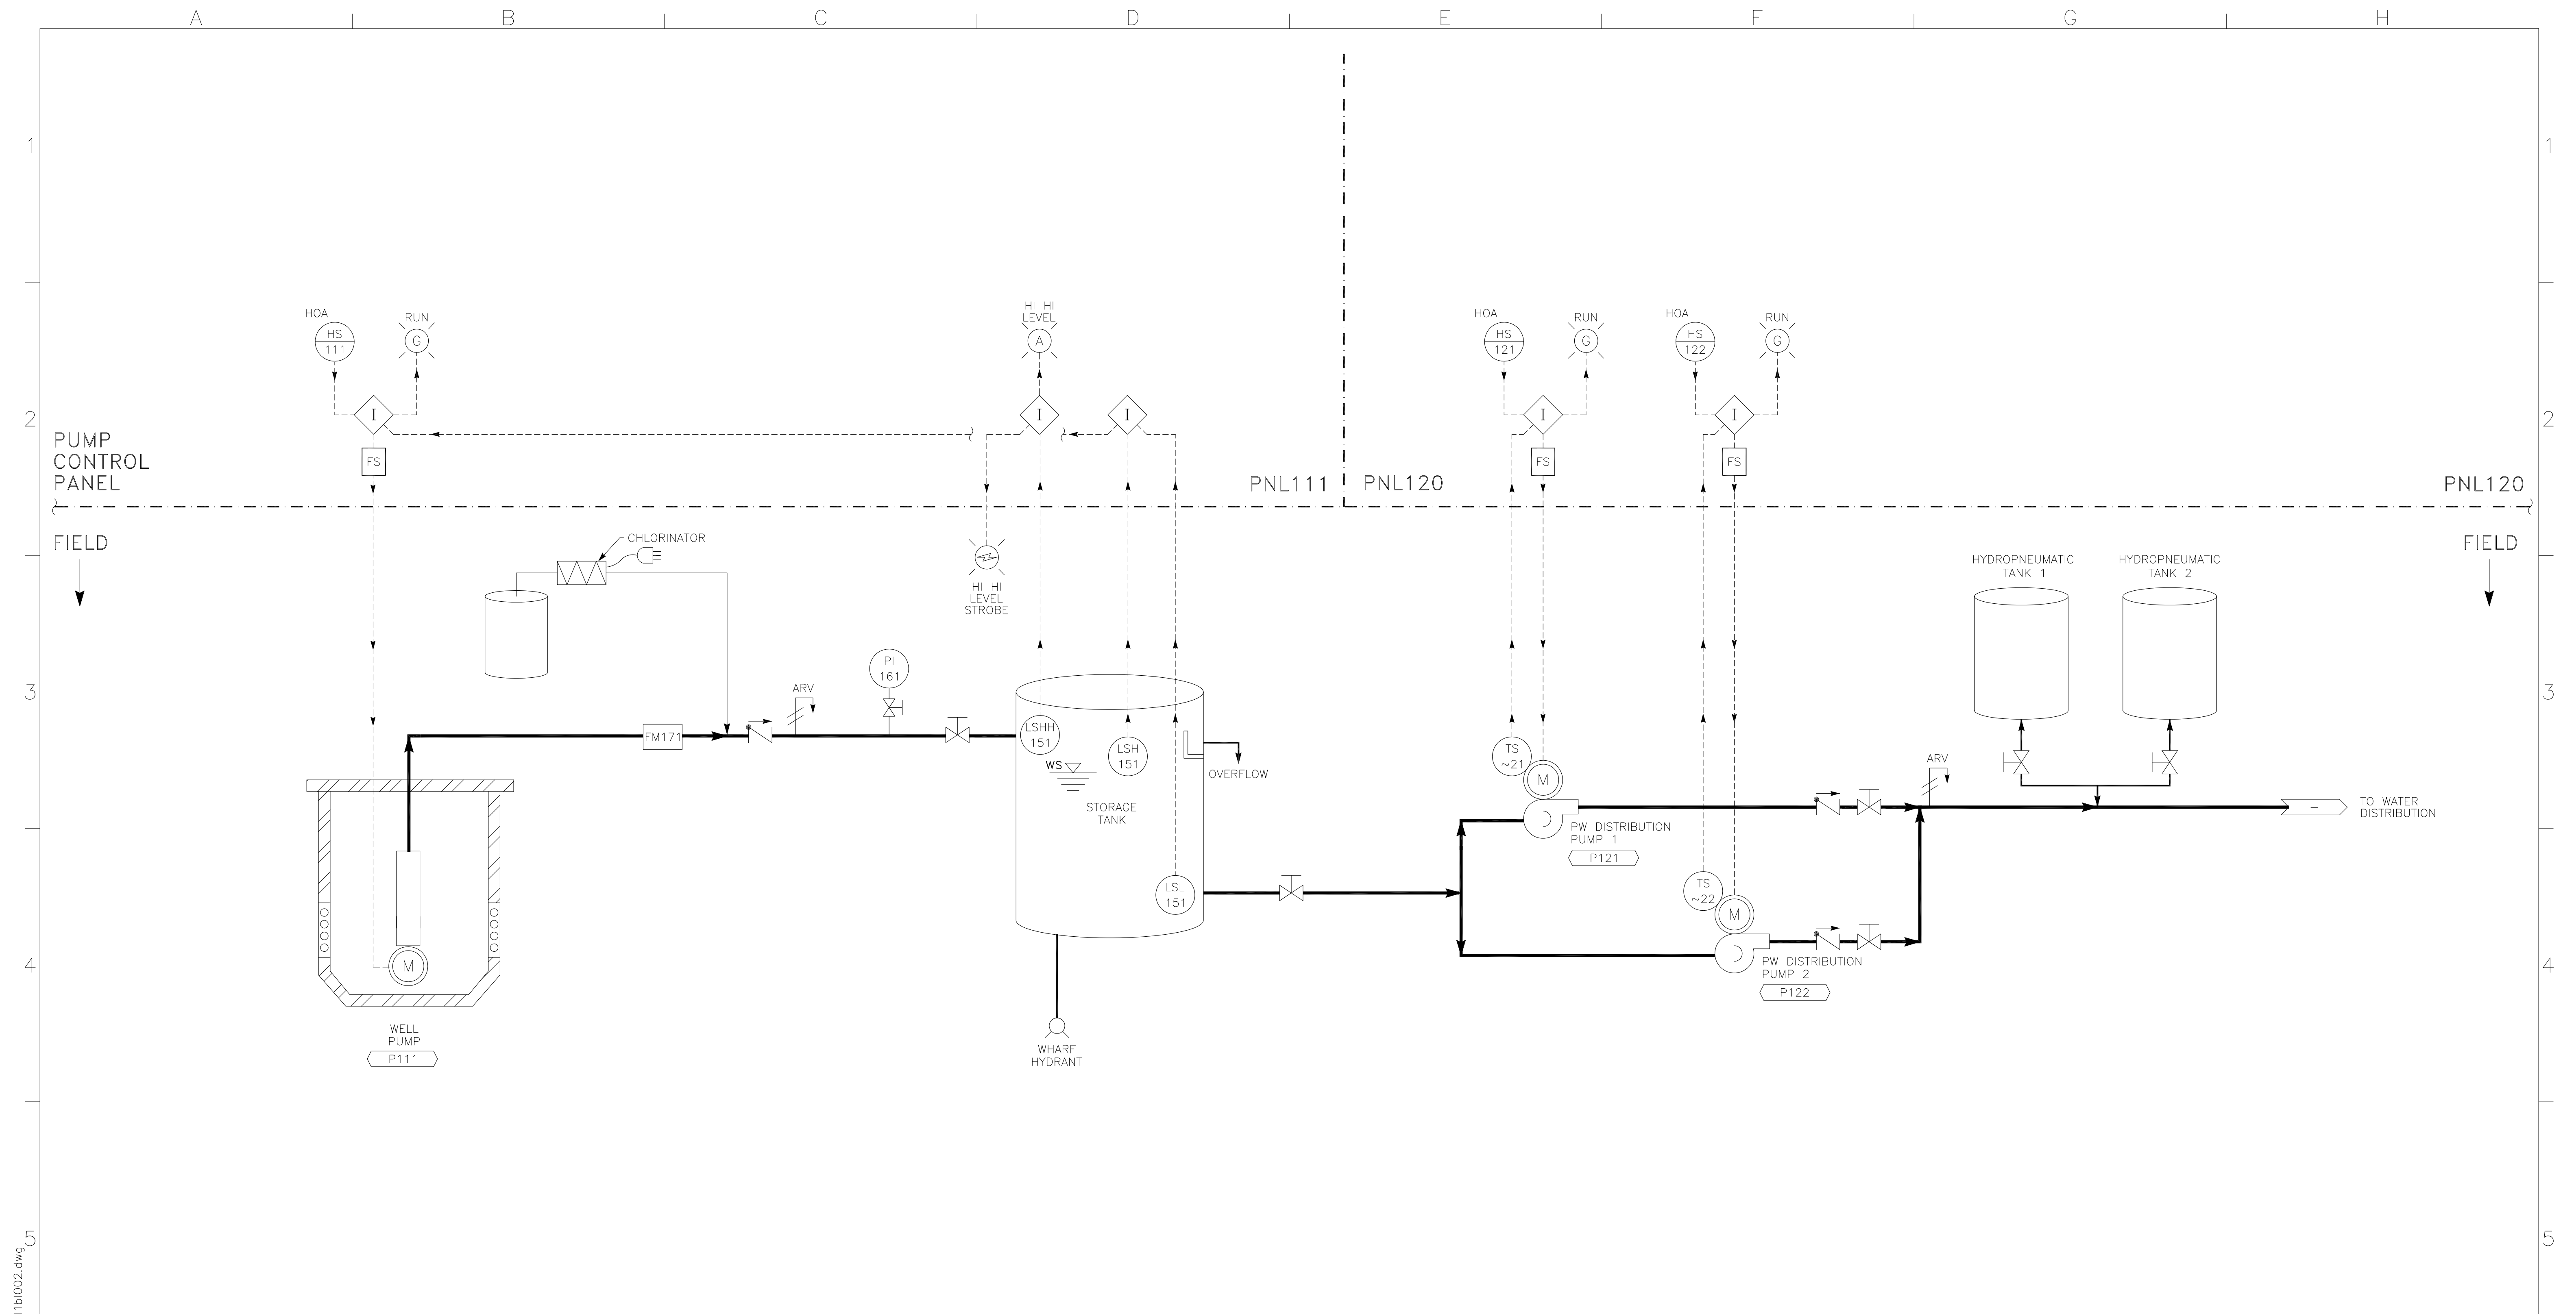 A B C D E F G H
1 1
HI HI
LEVEL
HOA
RUN
HOA
RUN
HOA
RUN
HS
111
G
A
HS
121
G
HS
122
G
I
I
I
I
I
2 2
PUMP
CONTROL
PANEL
FS
FS
FS
PNL111
PNL120
PNL120
FIELD
FIELD
CHLORINATOR
HI HI
LEVEL
STROBE
HYDROPNEUMATIC
TANK 1
HYDROPNEUMATIC
TANK 2
3 3
PI
161
ARV
FM171
LSHH
151
LSH
151
WS
OVERFLOW
STORAGE
TANK
TS
~21
M
ARV
PW DISTRIBUTION
PUMP 1
P121
TO WATER
DISTRIBUTION
LSL
151
TS
~22
M
PW DISTRIBUTION
PUMP 2
P122
4 4
M
WELL
PUMP
P111
WHARF
HYDRANT
5 5
11bl002.dwg